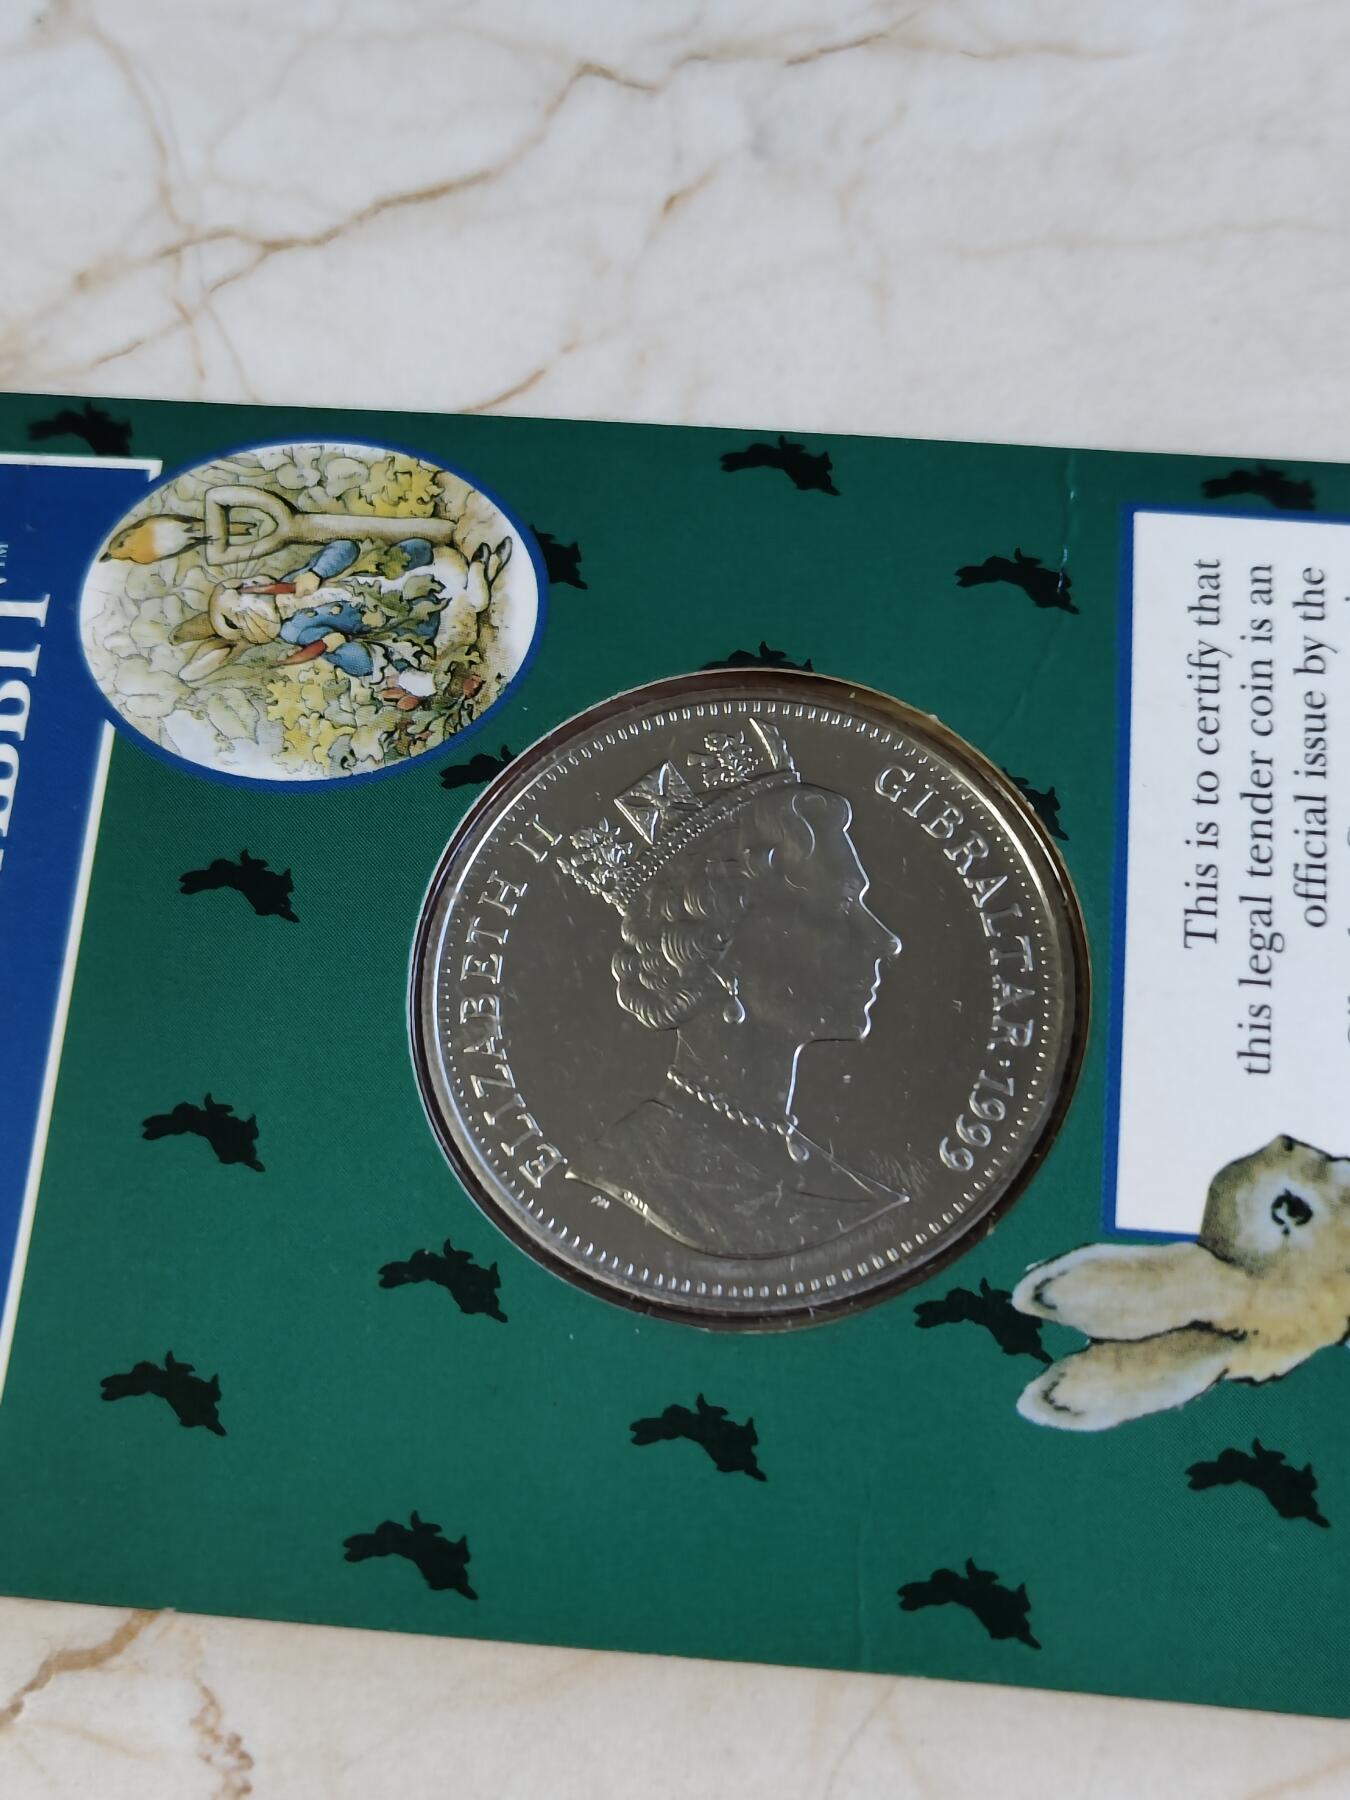 ELIZABETH II
GIBRALTAR·1999
This is to certify that
this legal tender coin is an
official issue by the